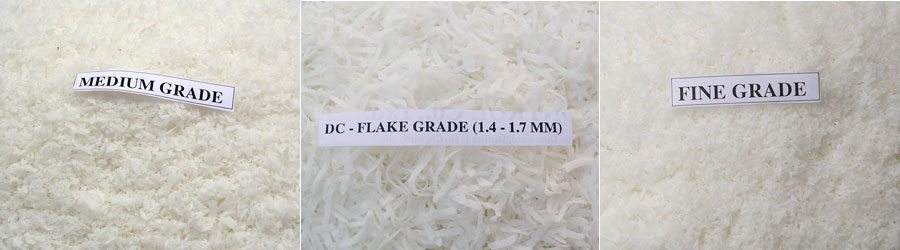 MEDIUM GRADE
DC - FLAKE GRADE (1.4 - 1.7 MM)
FINE GRADE